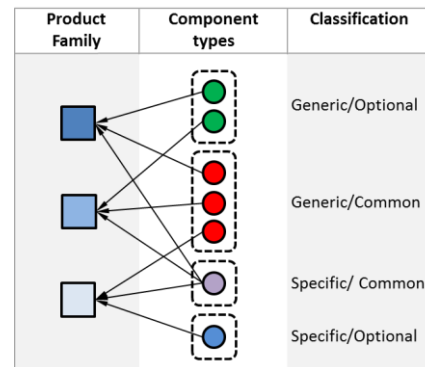 Product Family
Component types
Classification
Generic/Optional
Generic/Common
Specific/ Common
Specific/Optional